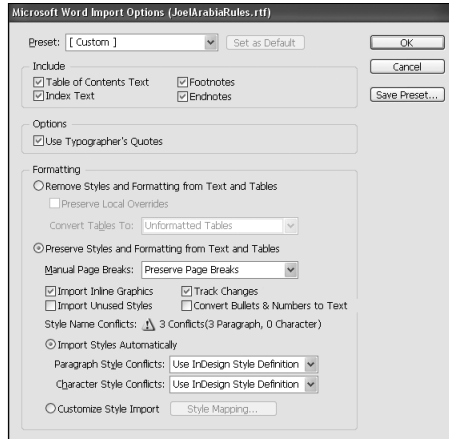 Microsoft Word Import Options (JoelArabiaRules.rtf)
Preset: [ Custom ] Set as Default OK
Cancel
Save Preset...
Include
Table of Contents Text Footnotes
Index Text Endnotes
Options
Use Typographer's Quotes
Formatting
Remove Styles and Formatting from Text and Tables
Preserve Local Overrides
Convert Tables To: Unformatted Tables
Preserve Styles and Formatting from Text and Tables
Manual Page Breaks: Preserve Page Breaks
Import Inline Graphics Track Changes
Import Unused Styles Convert Bullets & Numbers to Text
Style Name Conflicts: 3 Conflicts(3 Paragraph, 0 Character)
Import Styles Automatically
Paragraph Style Conflicts: Use InDesign Style Definition
Character Style Conflicts: Use InDesign Style Definition
Customize Style Import Style Mapping...